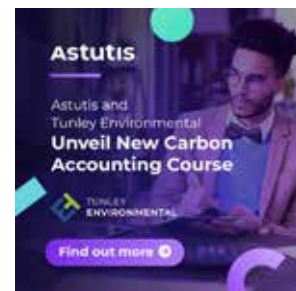 Astutis
Astutis and
Tunley Environmental
Unveil New Carbon
Accounting Course
TUNLEY
ENVIRONMENTAL
Find out more